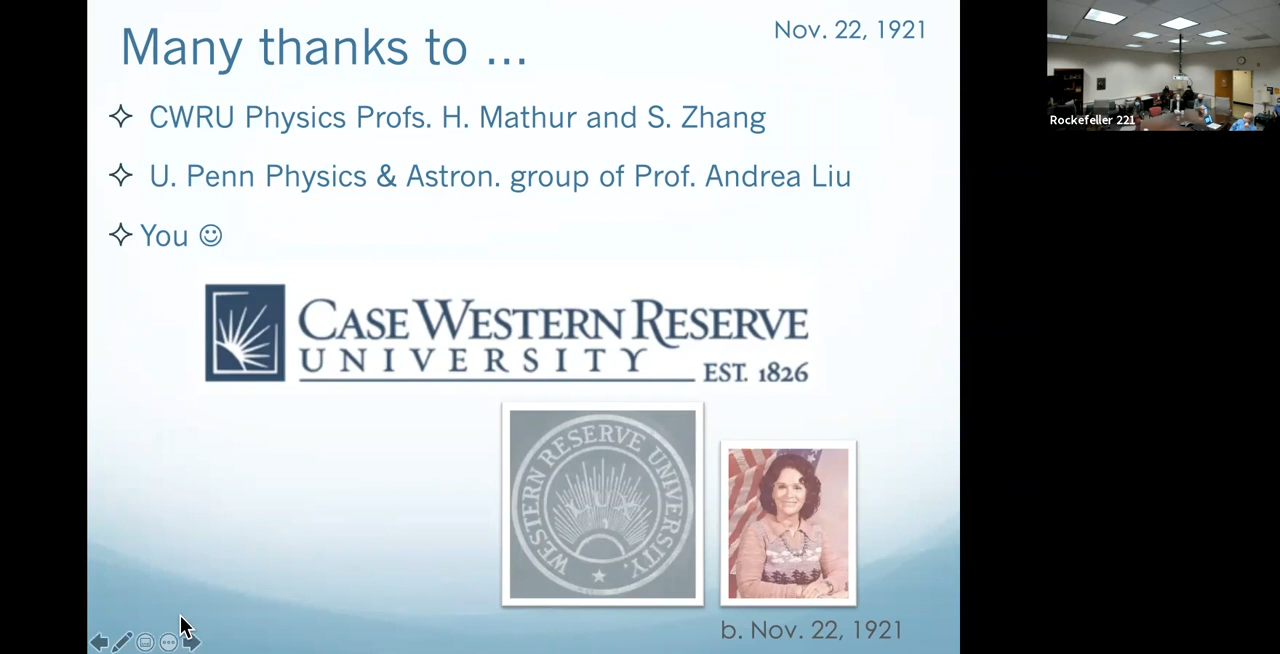 Many thanks to ...
Nov. 22, 1921
CWRU Physics Profs. H. Mathur and S. Zhang
U. Penn Physics & Astron. group of Prof. Andrea Liu
You ☺
CASE WESTERN RESERVE
UNIVERSITY
EST. 1826
WESTERN RESERVE UNIVERSITY.
LUX
b. Nov. 22, 1921
Rockefeller 221